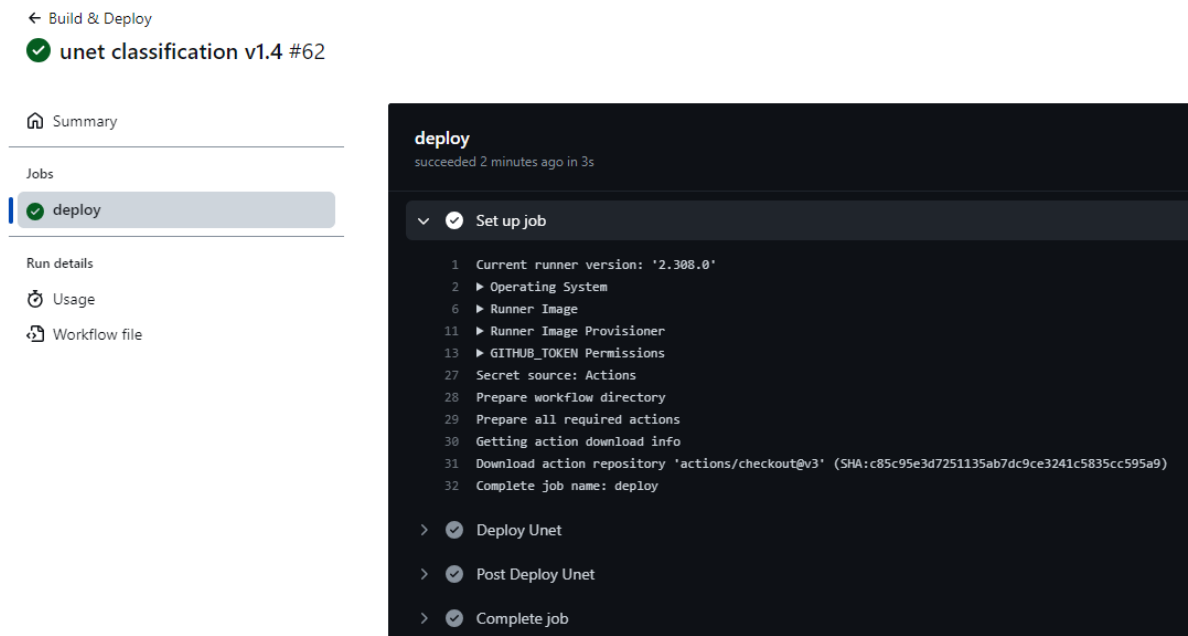 Build & Deploy
unet classification v1.4 #62
Summary
Jobs
deploy
Run details
Usage
Workflow file
deploy
succeeded 2 minutes ago in 3s
Set up job
1 Current runner version: '2.308.0'
2 Operating System
6 Runner Image
11 Runner Image Provisioner
13 GITHUB_TOKEN Permissions
27 Secret source: Actions
28 Prepare workflow directory
29 Prepare all required actions
30 Getting action download info
31 Download action repository 'actions/checkout@v3' (SHA:c85c95e3d7251135ab7dc9ce3241c5835cc595a9)
32 Complete job name: deploy
Deploy Unet
Post Deploy Unet
Complete job